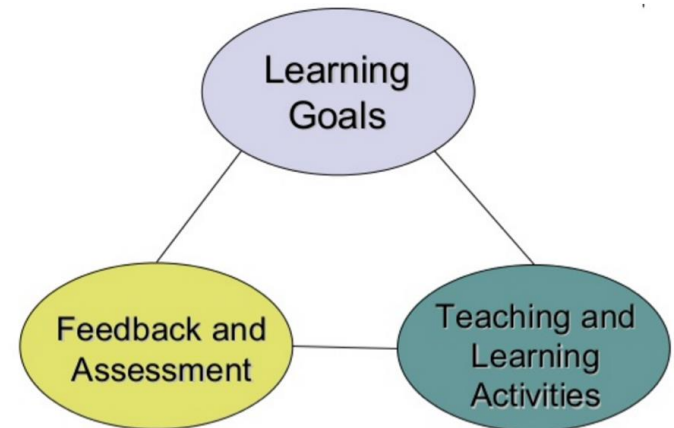 Learning
Goals
Feedback and
Assessment
Teaching and
Learning
Activities